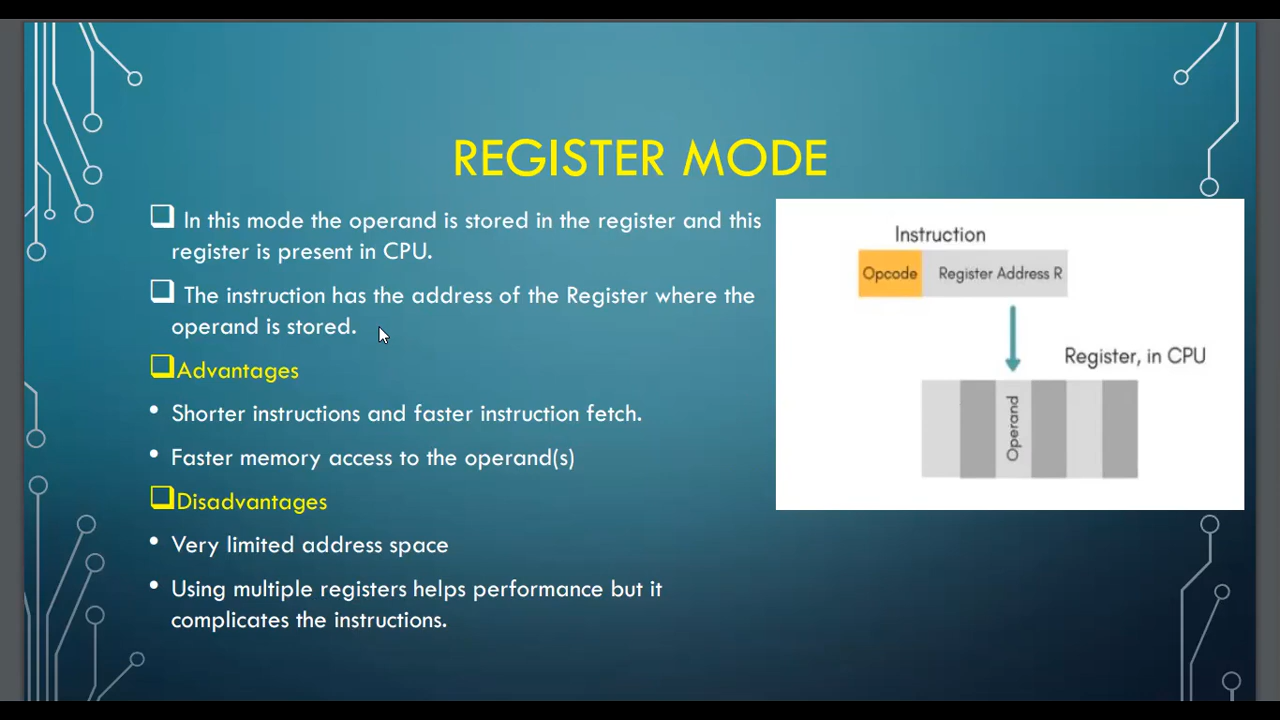 REGISTER MODE
In this mode the operand is stored in the register and this
register is present in CPU.
The instruction has the address of the Register where the
operand is stored.
Advantages
• Shorter instructions and faster instruction fetch.
• Faster memory access to the operand(s)
Disadvantages
• Very limited address space
• Using multiple registers helps performance but it
complicates the instructions.
Instruction
Opcode Register Address R
Register, in CPU
Operand